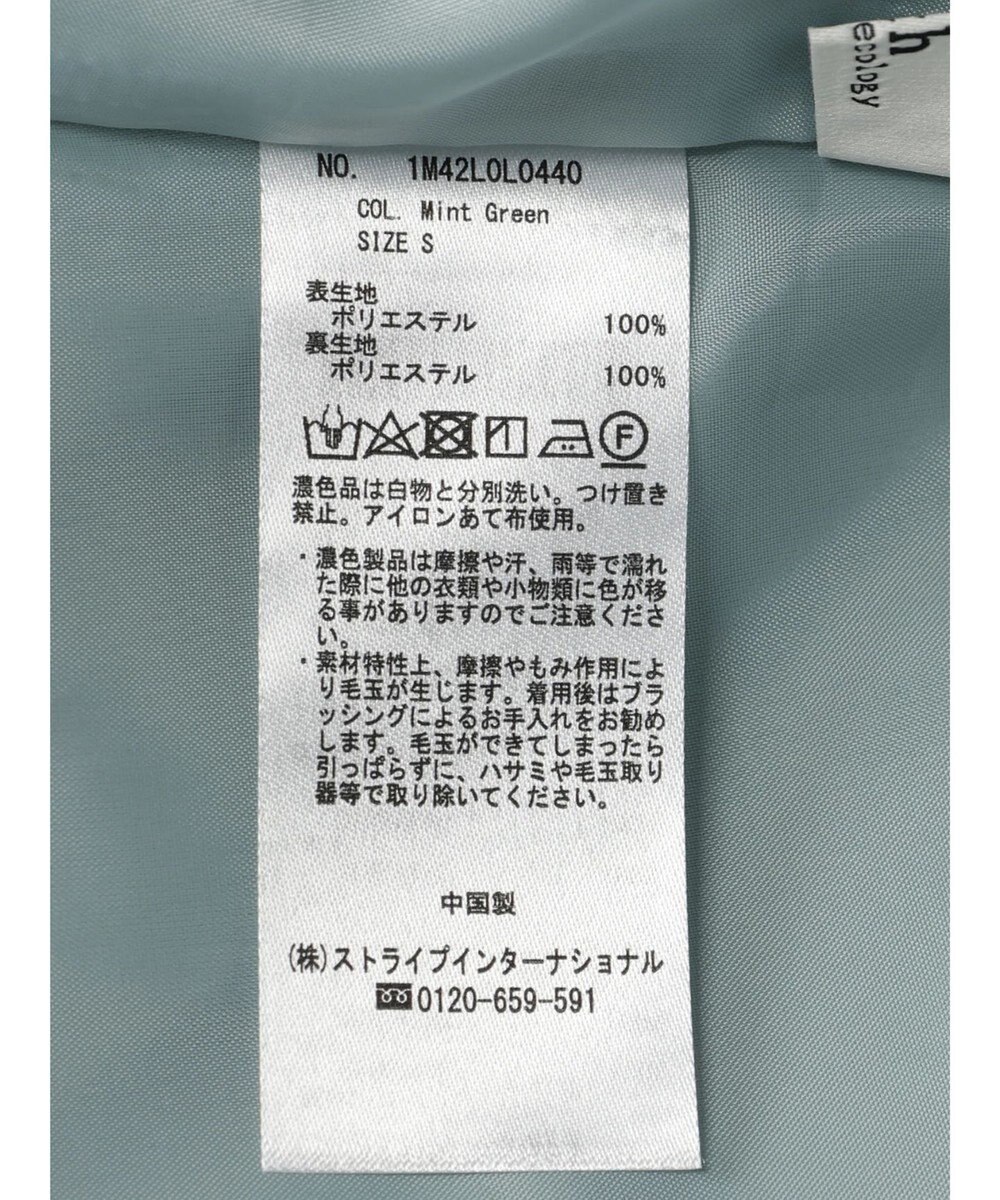 h
ecology
NO. 1M42L0L0440
COL. Mint Green
SIZE S
表生地
ポリエステル 100%
裏生地
ポリエステル 100%
F
濃色品は白物と分別洗い。つけ置き
禁止。アイロンあて布使用。
・濃色製品は摩擦や汗、雨等で濡れ
た際に他の衣類や小物類に色が移
る事がありますのでご注意くださ
い。
・素材特性上、摩擦やもみ作用によ
り毛玉が生じます。着用後はブラ
ッシングによるお手入れをお勧め
します。毛玉ができてしまったら
引っぱらずに、ハサミや毛玉取り
器等で取り除いてください。
中国製
(株)ストライプインターナショナル
0120-659-591